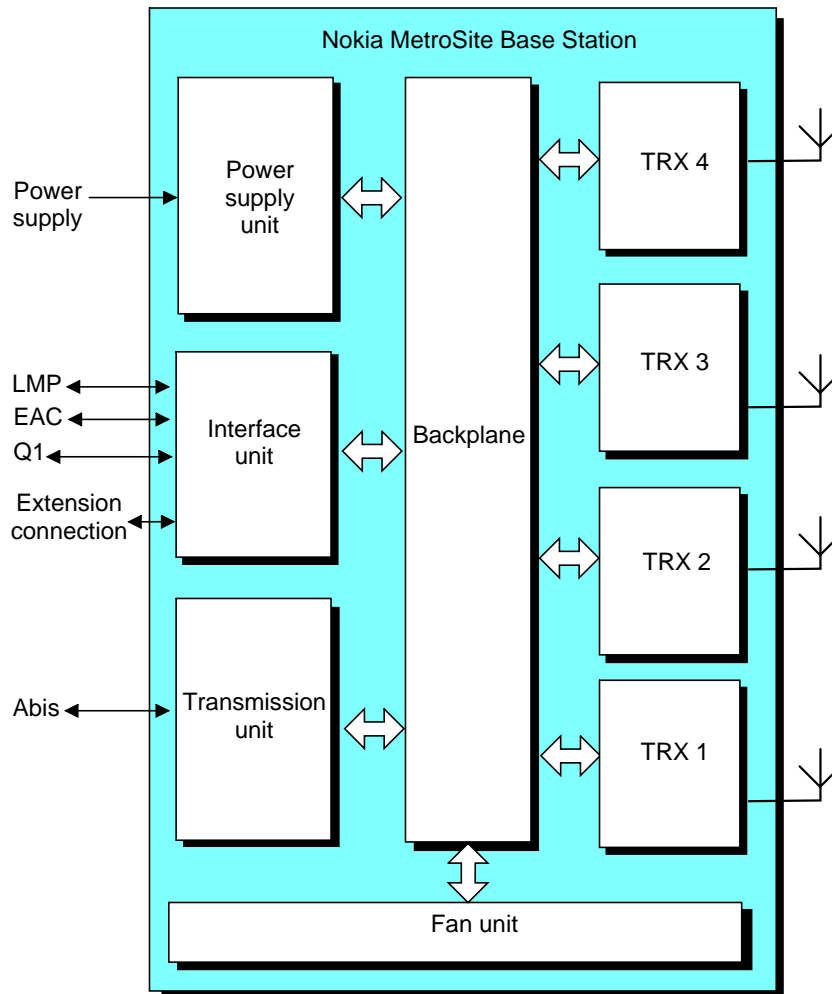 Nokia MetroSite Base Station
Power
supply
Power
supply
unit
LMP
EAC
Q1
Extension
connection
Interface
unit
Abis
Transmission
unit
Backplane
TRX 4
TRX 3
TRX 2
TRX 1
Fan unit